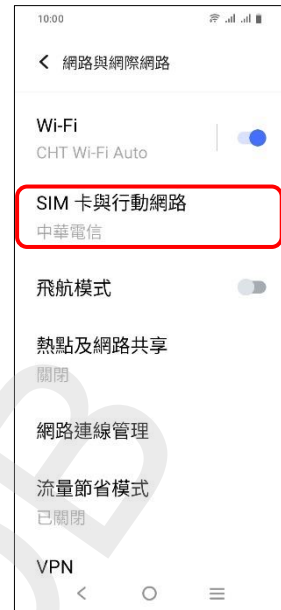 10:00
網路與網際網路
Wi-Fi
CHT Wi-Fi Auto
SIM 卡與行動網路
中華電信
飛航模式
熱點及網路共享
關閉
網路連線管理
流量節省模式
已關閉
VPN